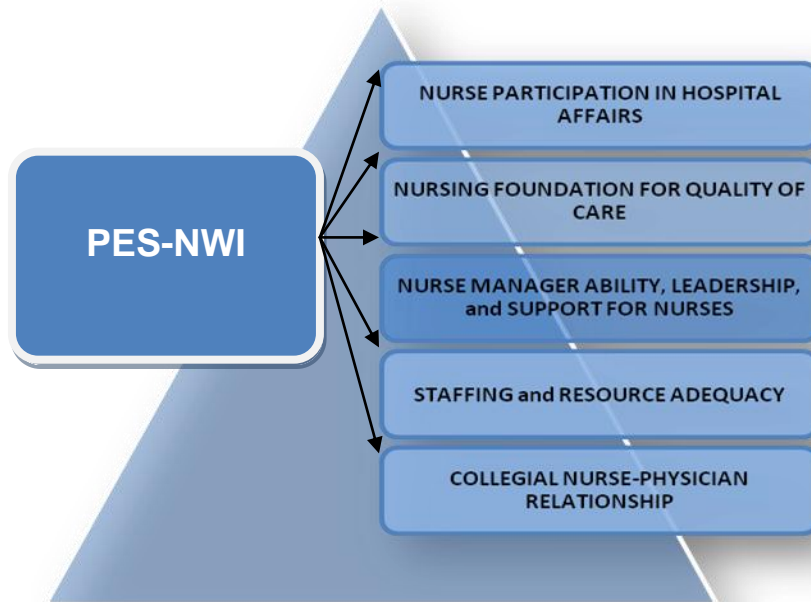 PES-NWI
NURSE PARTICIPATION IN HOSPITAL
AFFAIRS
NURSING FOUNDATION FOR QUALITY OF
CARE
NURSE MANAGER ABILITY, LEADERSHIP,
and SUPPORT FOR NURSES
STAFFING and RESOURCE ADEQUACY
COLLEGIAL NURSE-PHYSICIAN
RELATIONSHIP